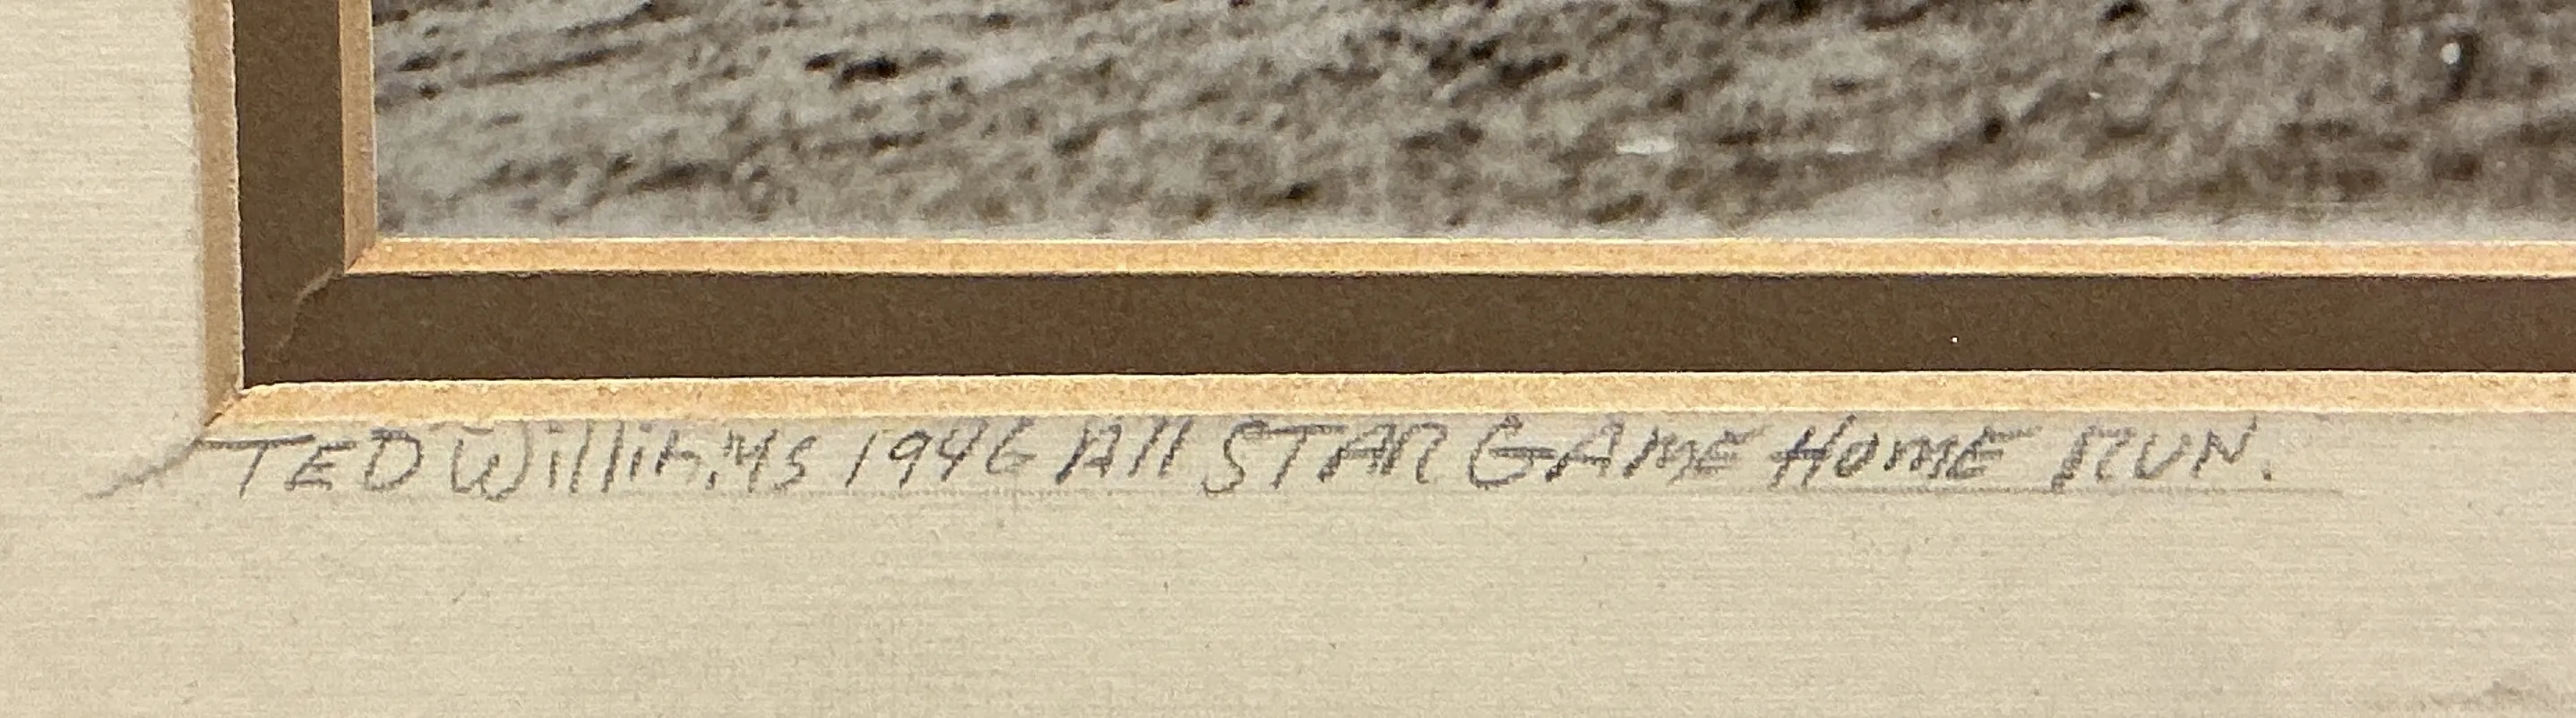 TED Williams 1946 All STAR GAME HOME RUN.